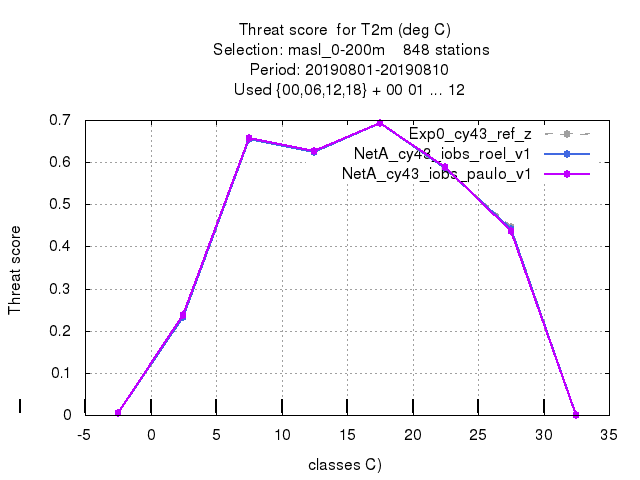 Threat score for T2m (deg C)
Selection: masl_0-200m 848 stations
Period: 20190801-20190810
Used {00,06,12,18} + 00 01 ... 12
Exp0_cy43_ref_z
NetA_cy43_iobs_roel_v1
NetA_cy43_iobs_paulo_v1
0.7
0.6
0.5
0.4
0.3
0.2
0.1
0
Threat score
-5 0 5 10 15 20 25 30 35
classes C)